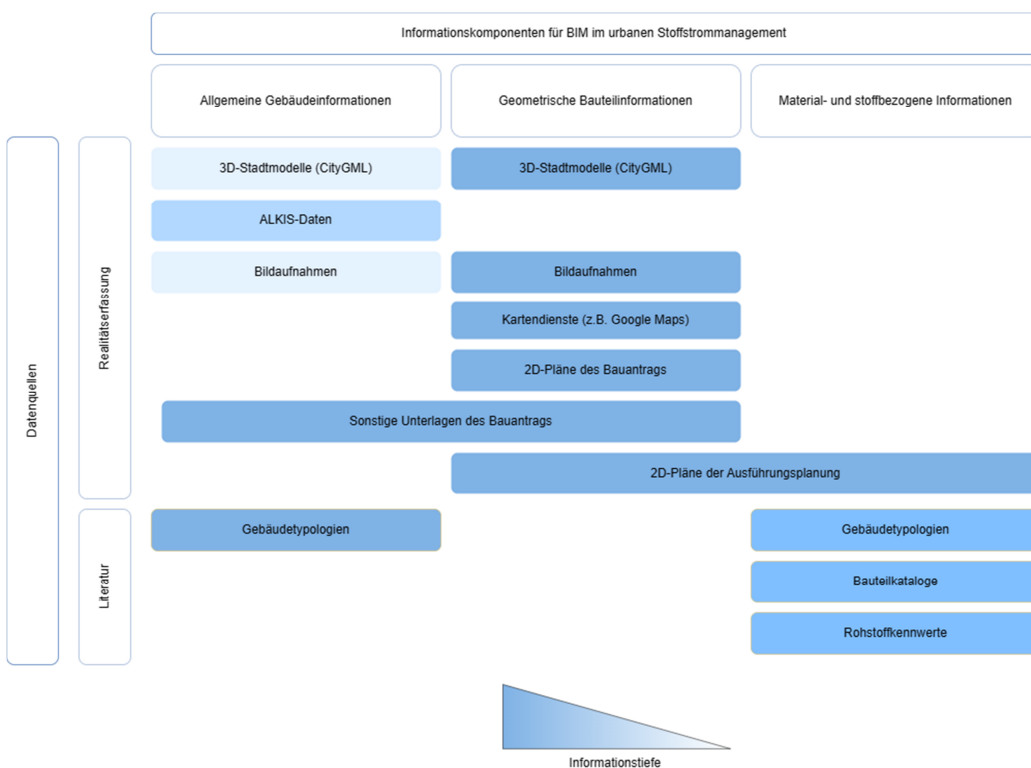 Informationskomponenten für BIM im urbanen Stoffstrommanagement
Allgemeine Gebäudeinformationen
Geometrische Bauteilinformationen
Material- und stoffbezogene Informationen
Datenquellen
Realitätserfassung
3D-Stadtmodelle (CityGML)
3D-Stadtmodelle (CityGML)
ALKIS-Daten
Bildaufnahmen
Bildaufnahmen
Kartendienste (z.B. Google Maps)
2D-Pläne des Bauantrags
Sonstige Unterlagen des Bauantrags
2D-Pläne der Ausführungsplanung
Literatur
Gebäudetypologien
Gebäudetypologien
Bauteilkataloge
Rohstoffkennwerte
Informationstiefe